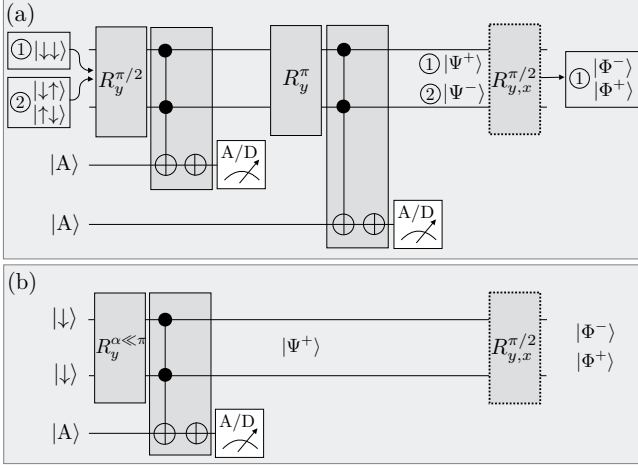 (a)
① |↓↓⟩
② |↓↑⟩
|↑↓⟩
R_y^{π/2}
R_y^π
① |Ψ⁺⟩
② |Ψ⁻⟩
R_{y,x}^{π/2}
① |Φ⁻⟩
|Φ⁺⟩
|A⟩
A/D
|A⟩
A/D
(b)
|↓⟩
R_y^{α≪π}
|Ψ⁺⟩
R_{y,x}^{π/2}
|Φ⁻⟩
|Φ⁺⟩
|↓⟩
|A⟩
A/D